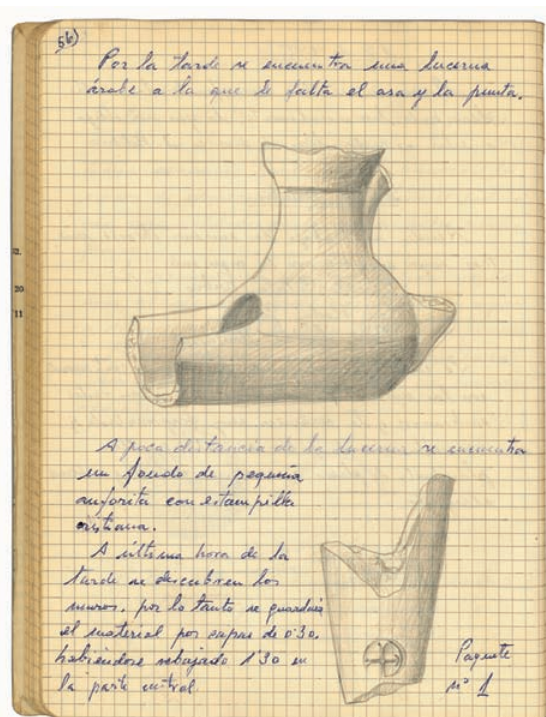 56)
Por la tarde se encuentra una lucerna
árabe a la que le falta el asa y la punta.
A poca distancia de la lucerna se encuentra
un fondo de pequeña
anforita con estampilla
cristiana.
A última hora de la
tarde se descubren los
muros, por lo tanto se guardará
el material por capas de 0'30,
habiéndose rebajado 1'30 en
la parte central.
Paquete
nº 1
20
11